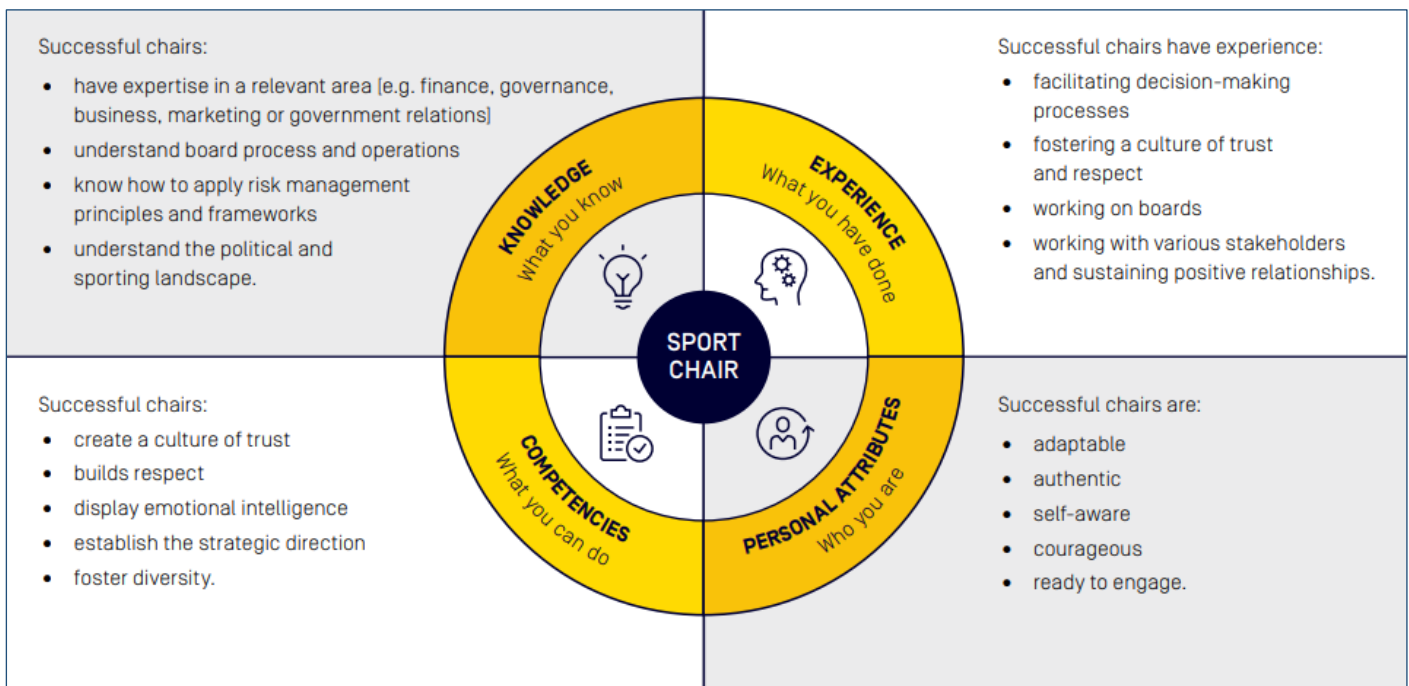 Successful chairs:
• have expertise in a relevant area [e.g. finance, governance,
business, marketing or government relations]
• understand board process and operations
• know how to apply risk management
principles and frameworks
• understand the political and
sporting landscape.
KNOWLEDGE
What you know
Successful chairs have experience:
• facilitating decision-making
processes
• fostering a culture of trust
and respect
• working on boards
• working with various stakeholders
and sustaining positive relationships.
EXPERIENCE
What you have done
SPORT
CHAIR
Successful chairs:
• create a culture of trust
• builds respect
• display emotional intelligence
• establish the strategic direction
• foster diversity.
COMPETENCIES
What you can do
Successful chairs are:
• adaptable
• authentic
• self-aware
• courageous
• ready to engage.
PERSONAL ATTRIBUTES
Who you are